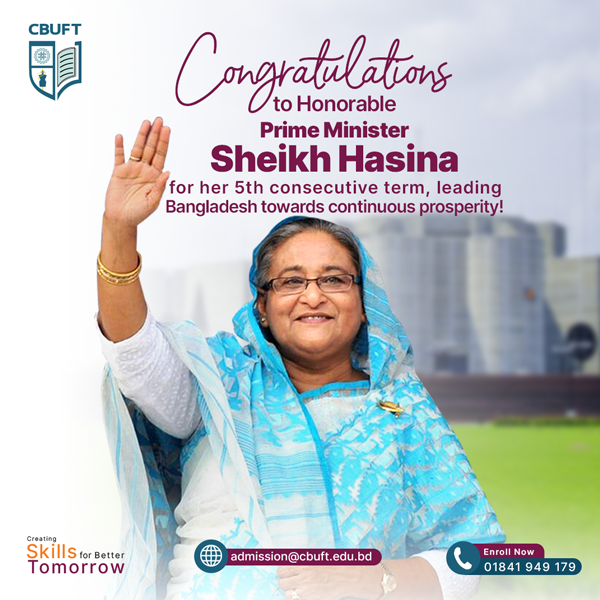 CBUFT
Congratulations
to Honorable
Prime Minister
Sheikh Hasina
for her 5th consecutive term, leading
Bangladesh towards continuous prosperity!
Creating
Skills for Better
Tomorrow
admission@cbuft.edu.bd
Enroll Now
01841 949 179